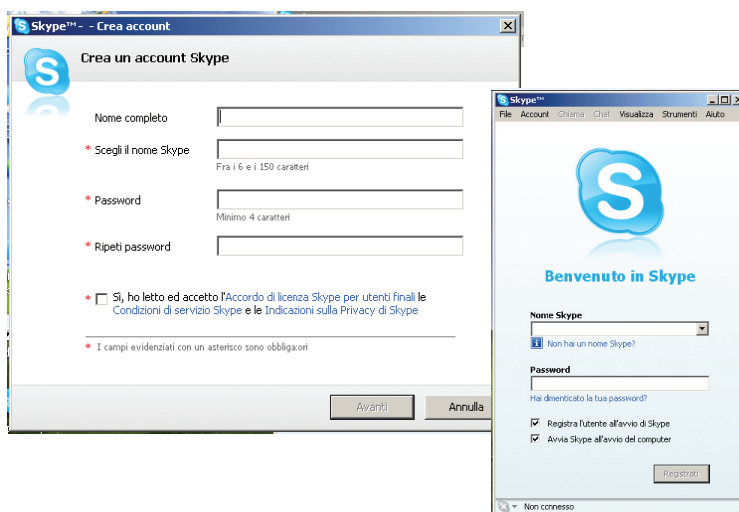 Skype™ - - Crea account
Crea un account Skype
Nome completo
* Scegli il nome Skype
Fra i 6 e i 150 caratteri
* Password
Minimo 4 caratteri
* Ripeti password
* Sì, ho letto ed accetto l'Accordo di licenza Skype per utenti finali le
Condizioni di servizio Skype e le Indicazioni sulla Privacy di Skype
* I campi evidenziati con un asterisco sono obbliga:ori
Avanti Annulla
Skype™
File Account Chiama Chat Visualizza Strumenti Aiuto
Benvenuto in Skype
Nome Skype
Non hai un nome Skype?
Password
Hai dimenticato la tua password?
Registra l'utente all'avvio di Skype
Avvia Skype all'avvio del computer
Registrati
Non connesso